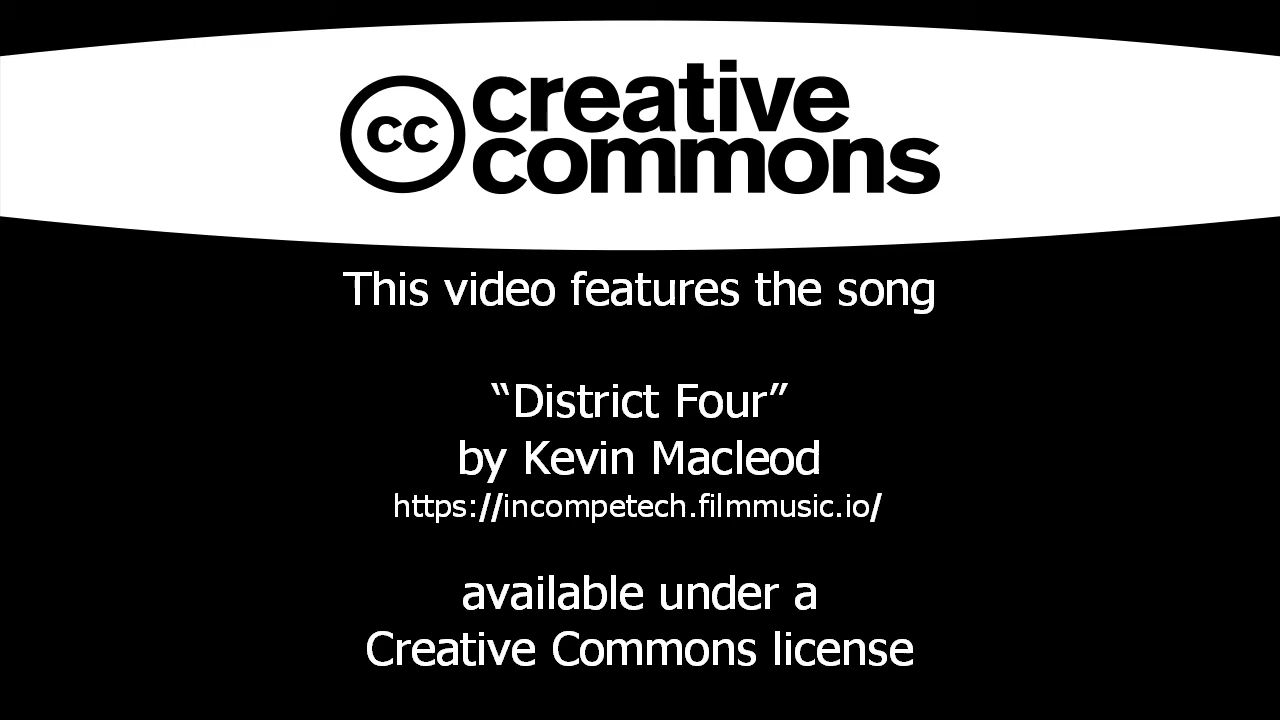 cc creative
commons
This video features the song
“District Four”
by Kevin Macleod
https://incompetech.filmmusic.io/
available under a
Creative Commons license